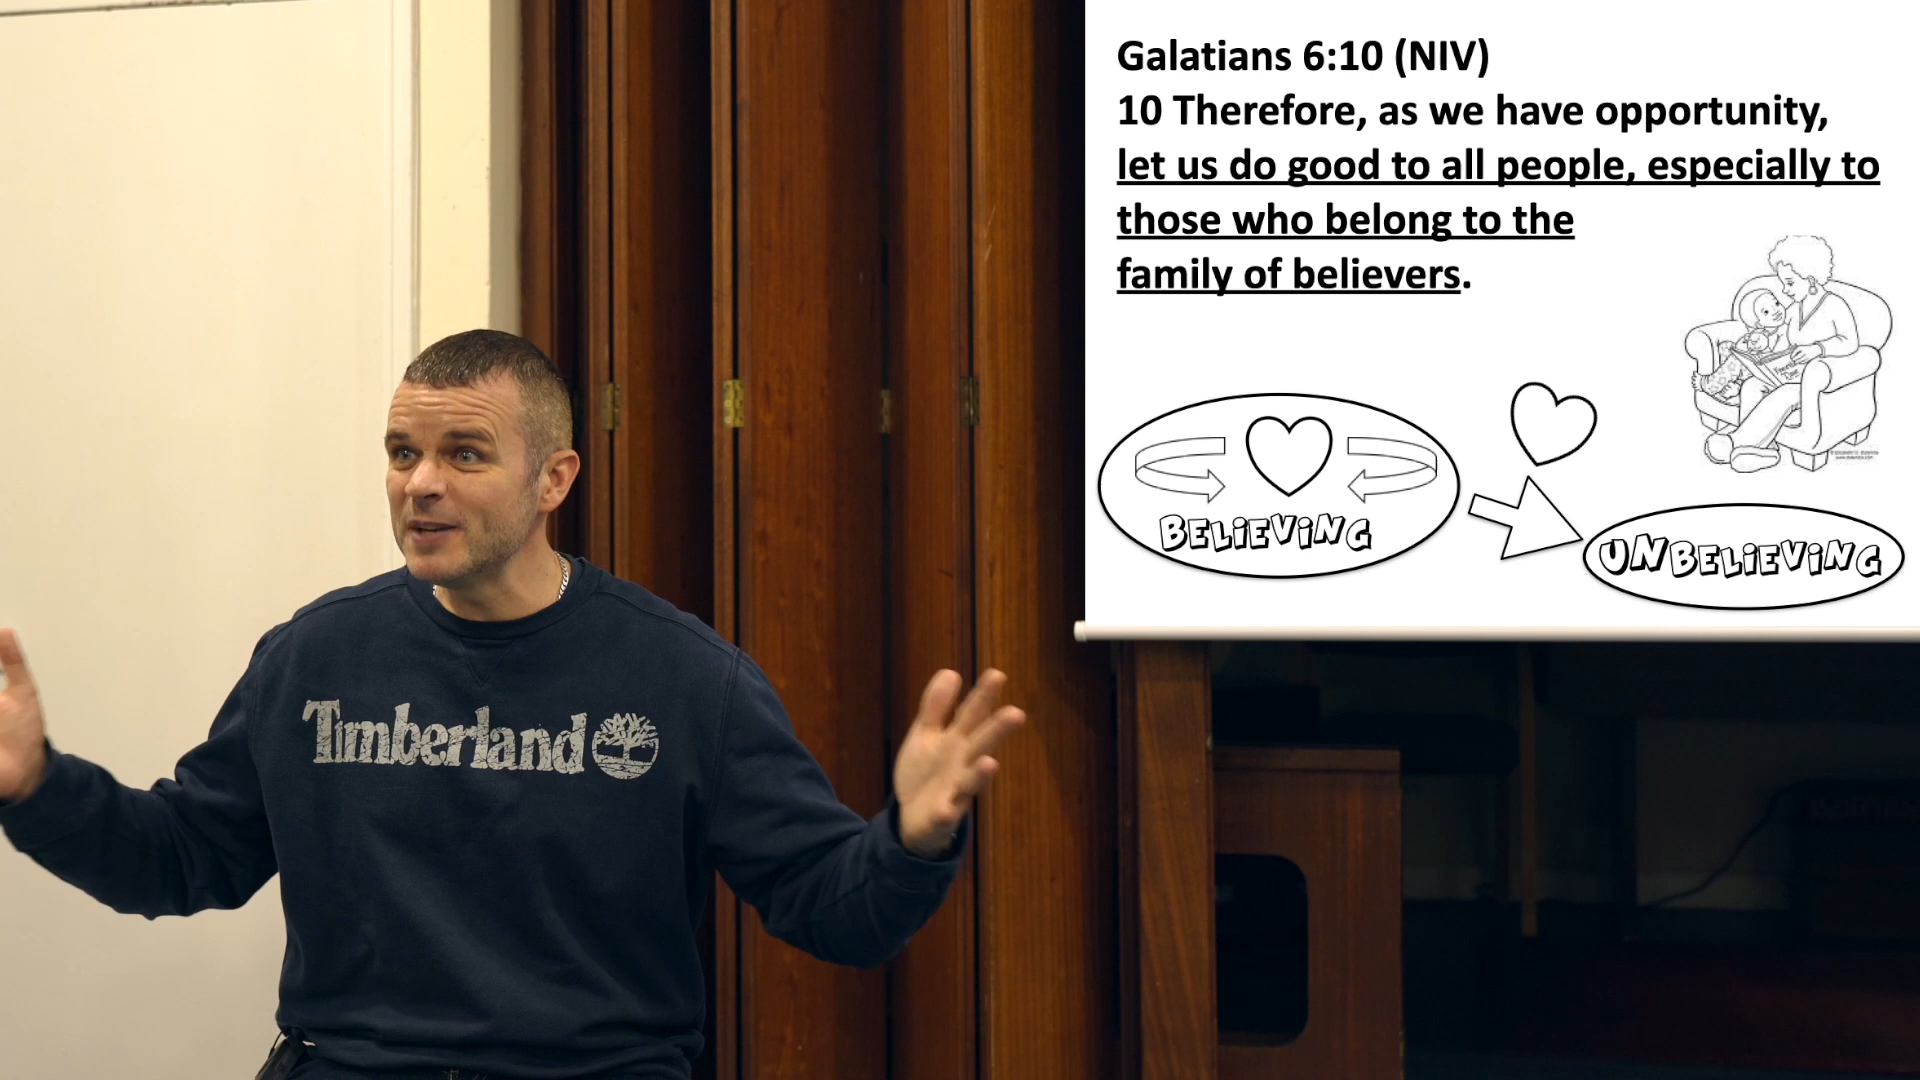 Galatians 6:10 (NIV)
10 Therefore, as we have opportunity,
let us do good to all people, especially to
those who belong to the
family of believers.
BELiEViNG
UNBELiEViNG
Timberland